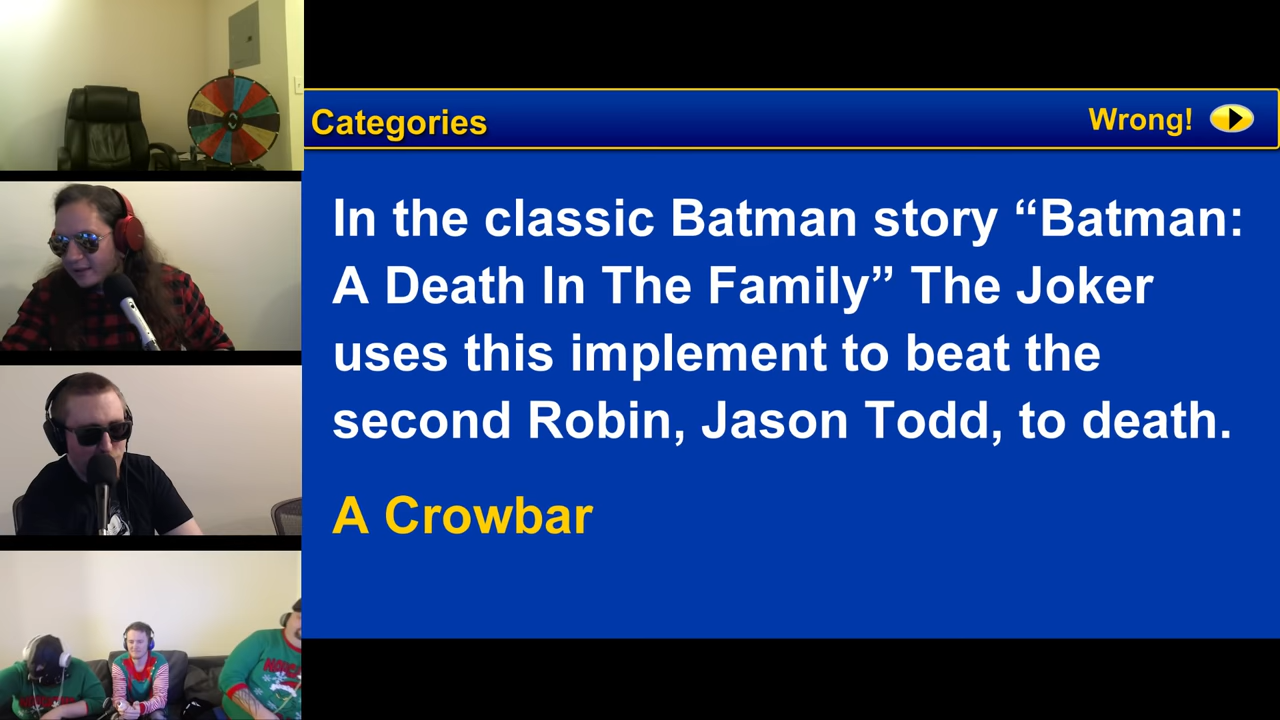 Categories
Wrong!
In the classic Batman story “Batman:
A Death In The Family” The Joker
uses this implement to beat the
second Robin, Jason Todd, to death.
A Crowbar